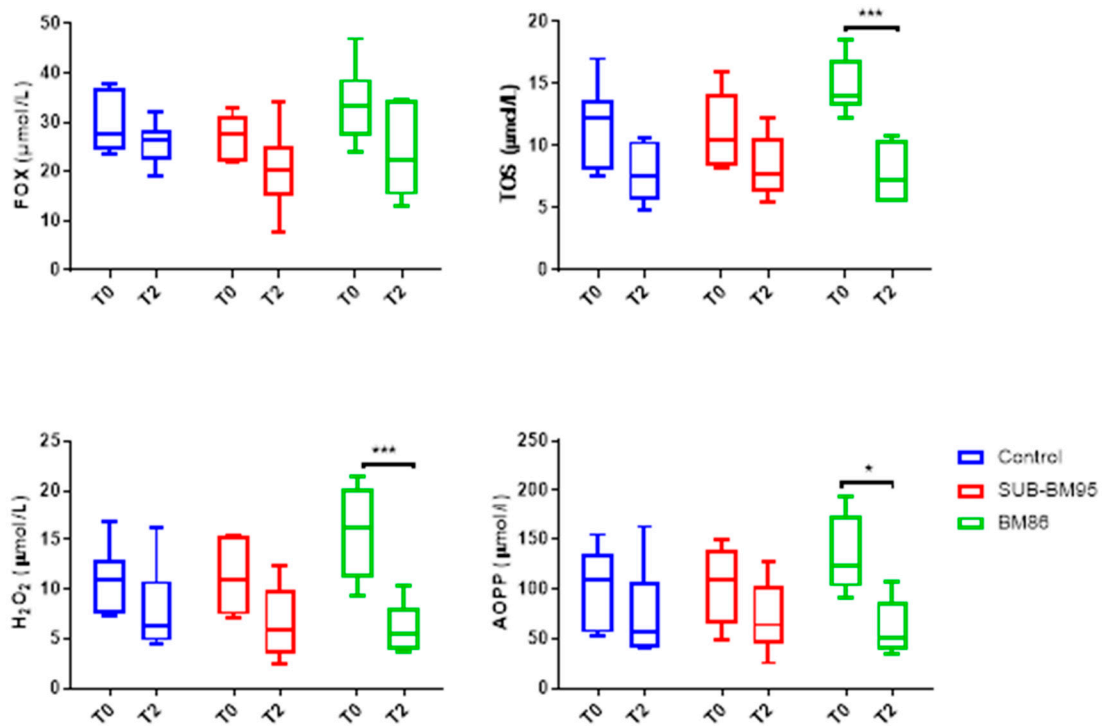 50
40
30
20
10
0
FOX (μmol/L)
T0 T2 T0 T2 T0 T2
20
15
10
5
0
TOS (μmol/L)
***
T0 T2 T0 T2 T0 T2
25
20
15
10
5
0
H2O2 (μmol/L)
***
T0 T2 T0 T2 T0 T2
250
200
150
100
50
0
AOPP (μmol/l)
*
T0 T2 T0 T2 T0 T2
Control
SUB-BM95
BM86